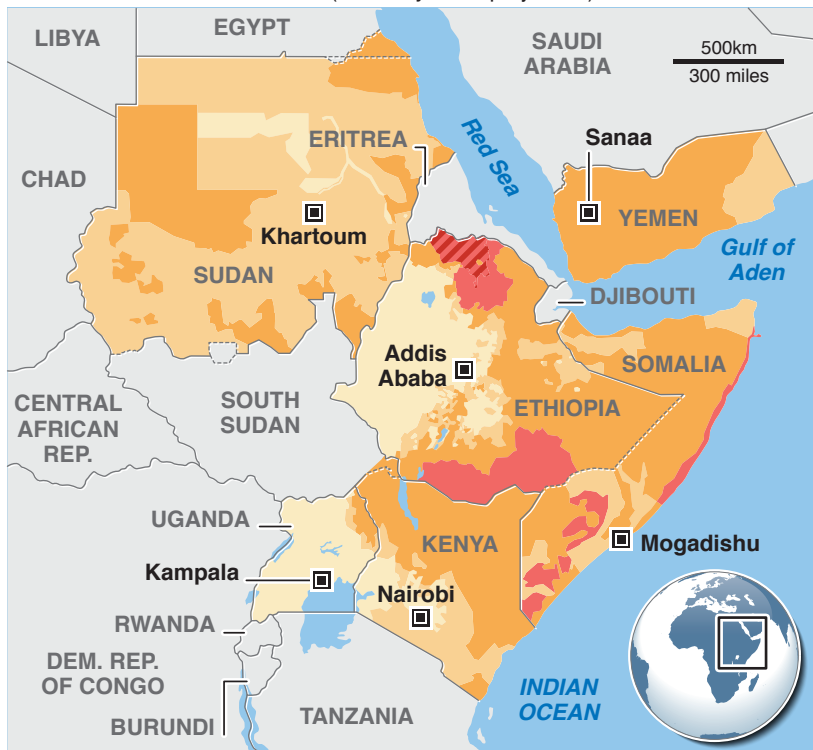 LIBYA
EGYPT
SAUDI
ARABIA
500km
300 miles
CHAD
ERITREA
Red Sea
Sanaa
YEMEN
Khartoum
SUDAN
Gulf of
Aden
DJIBOUTI
Addis
Ababa
SOMALIA
CENTRAL
AFRICAN
REP.
SOUTH
SUDAN
ETHIOPIA
UGANDA
KENYA
Mogadishu
Kampala
Nairobi
RWANDA
DEM. REP.
OF CONGO
INDIAN
OCEAN
BURUNDI
TANZANIA